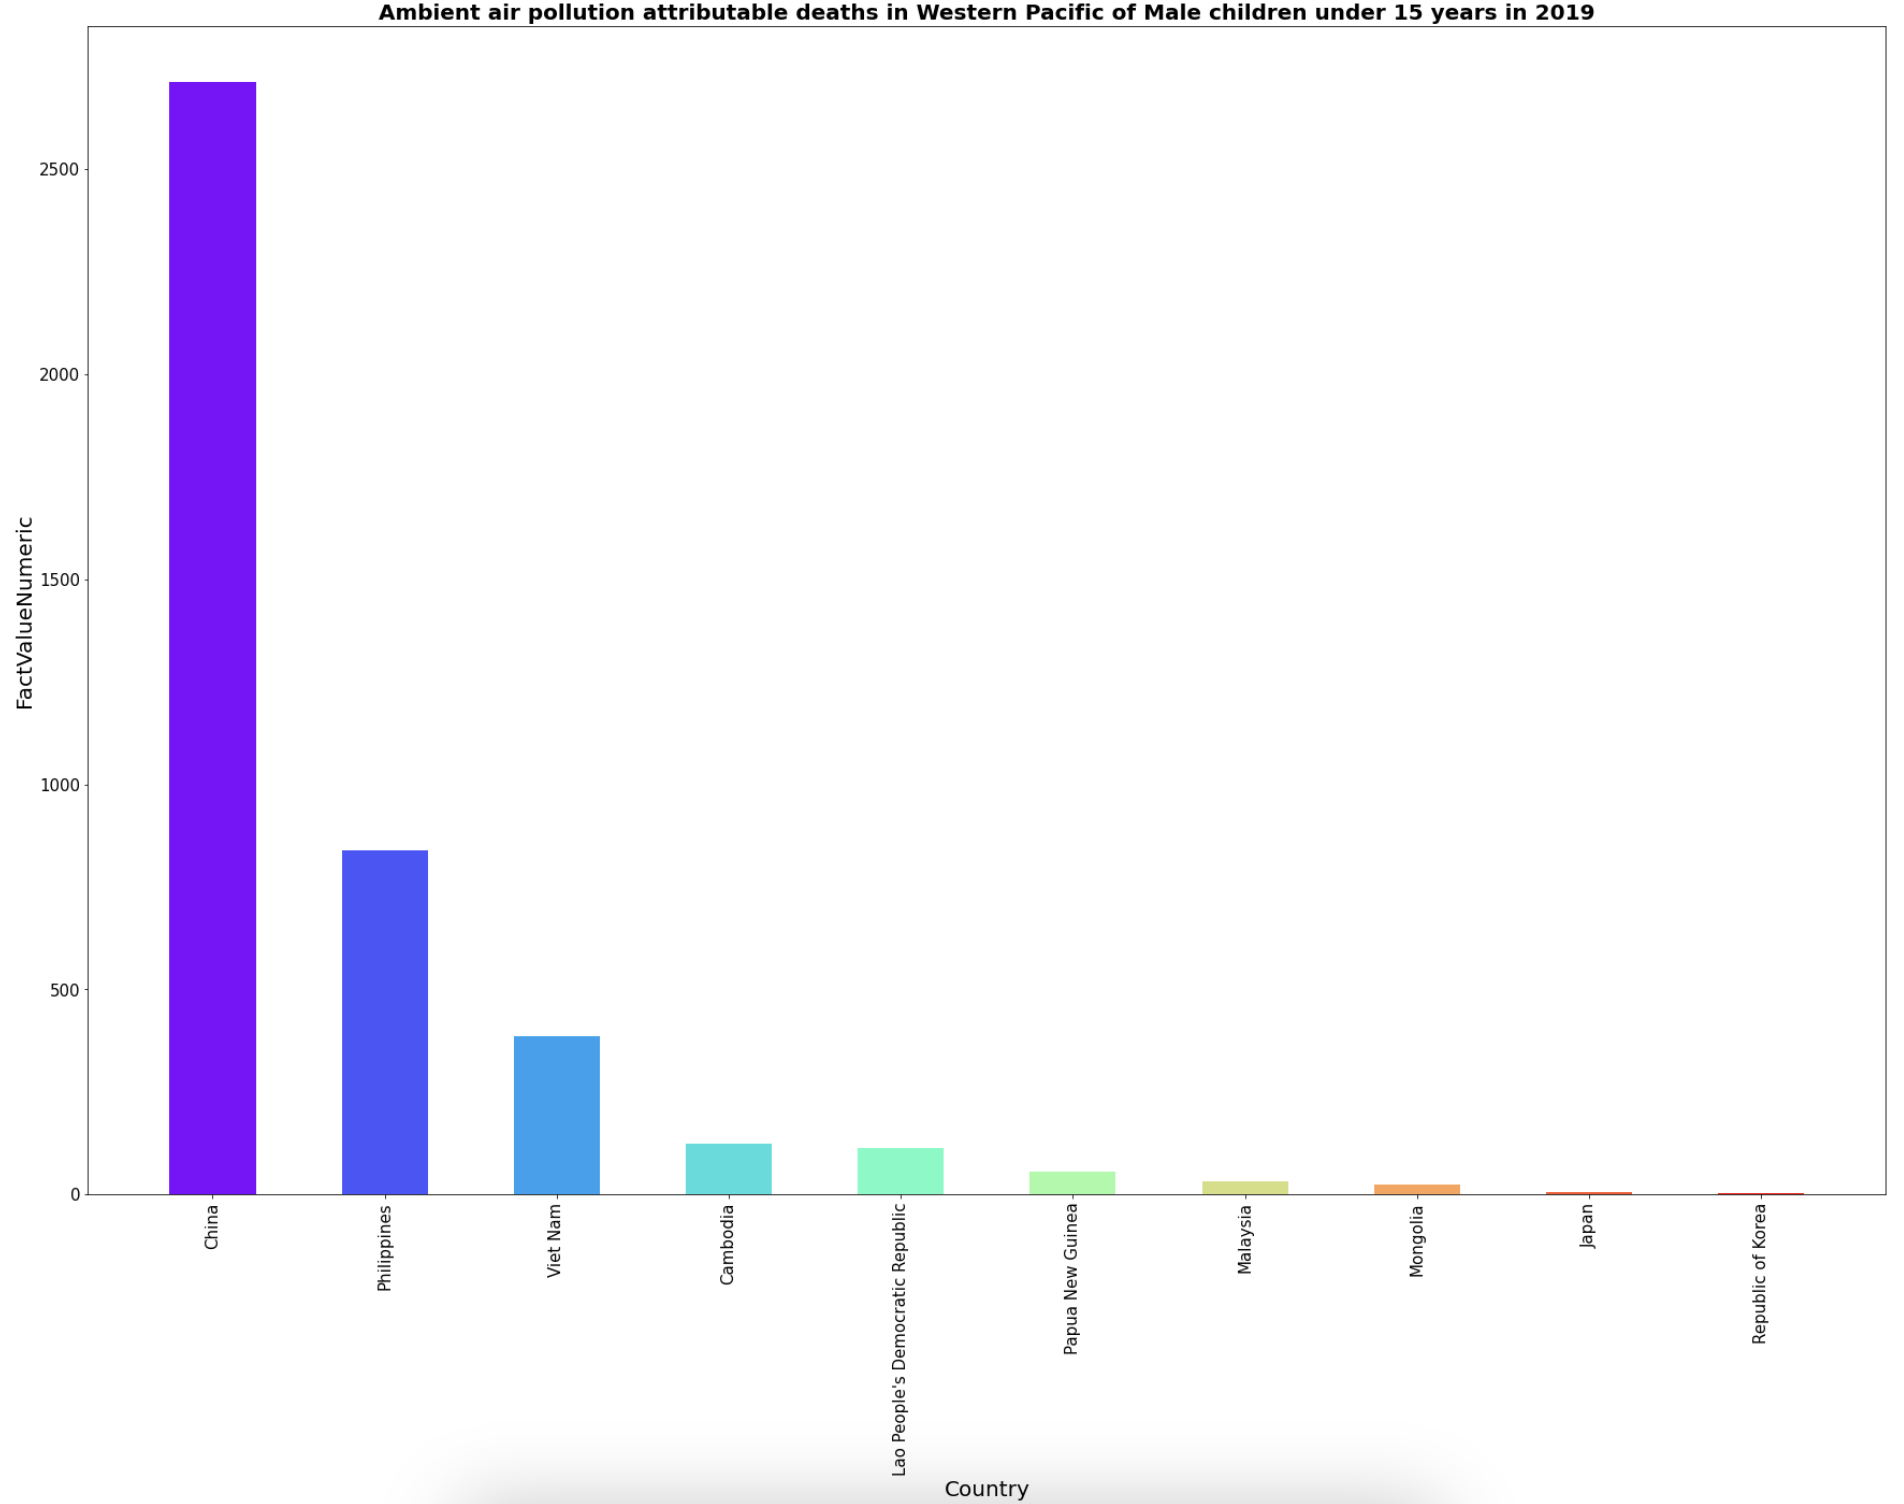 Ambient air pollution attributable deaths in Western Pacific of Male children under 15 years in 2019
FactValueNumeric
2500
2000
1500
1000
500
0
China
Philippines
Viet Nam
Cambodia
Lao People's Democratic Republic
Papua New Guinea
Malaysia
Mongolia
Japan
Republic of Korea
Country